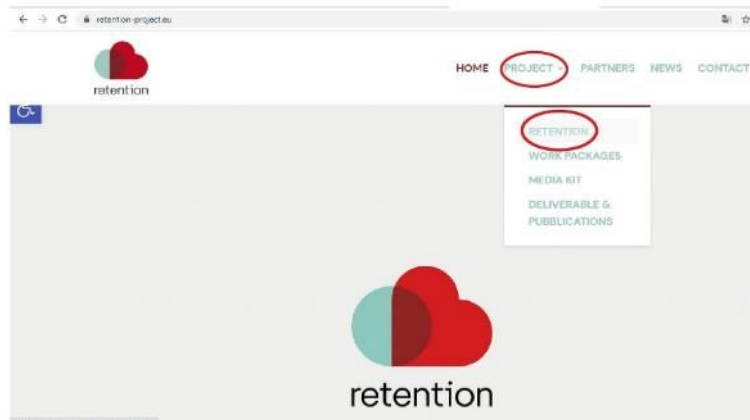 retention-project.eu
retention
HOME PROJECT PARTNERS NEWS CONTACT
RETENTION
WORK PACKAGES
MEDIA KIT
DELIVERABLE &
PUBBLICATIONS
retention